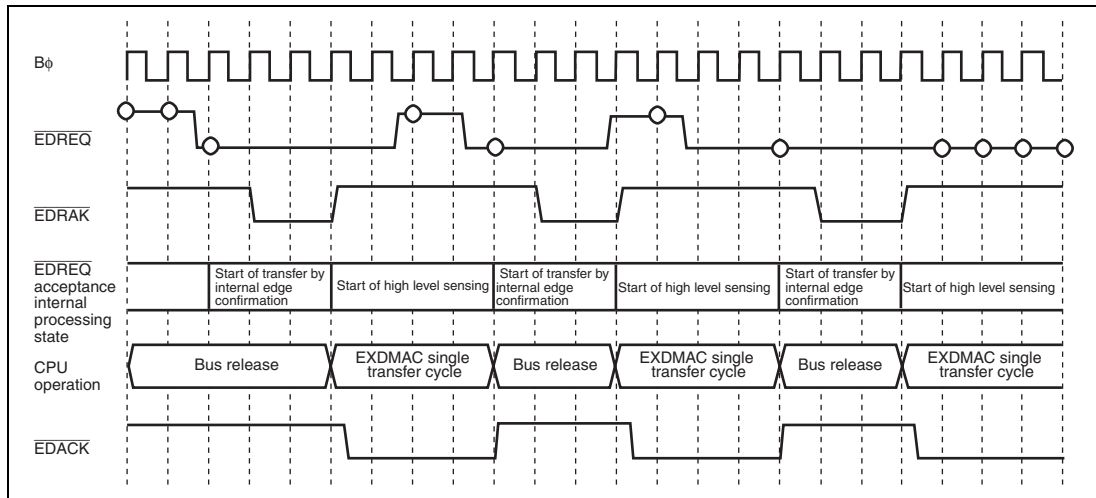 Bϕ
EDREQ
EDRAK
EDREQ
acceptance
internal
processing
state
Start of transfer by
internal edge
confirmation
Start of high level sensing
Start of transfer by
internal edge
confirmation
Start of high level sensing
Start of transfer by
internal edge
confirmation
Start of high level sensing
CPU
operation
Bus release
EXDMAC single
transfer cycle
Bus release
EXDMAC single
transfer cycle
Bus release
EXDMAC single
transfer cycle
EDACK